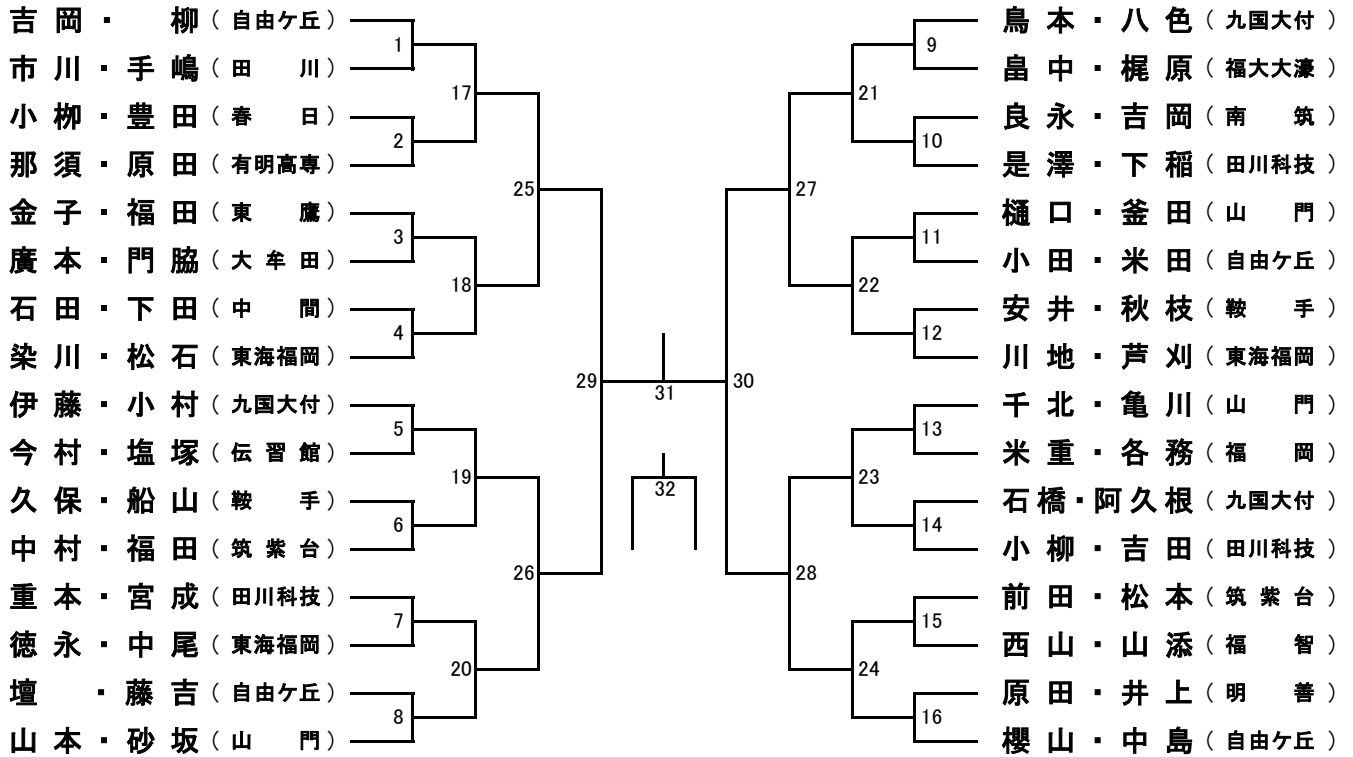 吉岡・柳（自由ケ丘）
市川・手嶋（田川）
小栁・豊田（春日）
那須・原田（有明高専）
金子・福田（東鷹）
廣本・門脇（大牟田）
石田・下田（中間）
染川・松石（東海福岡）
伊藤・小村（九国大付）
今村・塩塚（伝習館）
久保・船山（鞍手）
中村・福田（筑紫台）
重本・宮成（田川科技）
徳永・中尾（東海福岡）
壇・藤吉（自由ケ丘）
山本・砂坂（山門）
1
2
3
4
5
6
7
8
17
18
19
20
25
26
29
31
32
30
27
28
21
22
23
24
9
10
11
12
13
14
15
16
鳥本・八色（九国大付）
畠中・梶原（福大大濠）
良永・吉岡（南筑）
是澤・下稲（田川科技）
樋口・釜田（山門）
小田・米田（自由ケ丘）
安井・秋枝（鞍手）
川地・芦刈（東海福岡）
千北・亀川（山門）
米重・各務（福岡）
石橋・阿久根（九国大付）
小柳・吉田（田川科技）
前田・松本（筑紫台）
西山・山添（福智）
原田・井上（明善）
櫻山・中島（自由ケ丘）